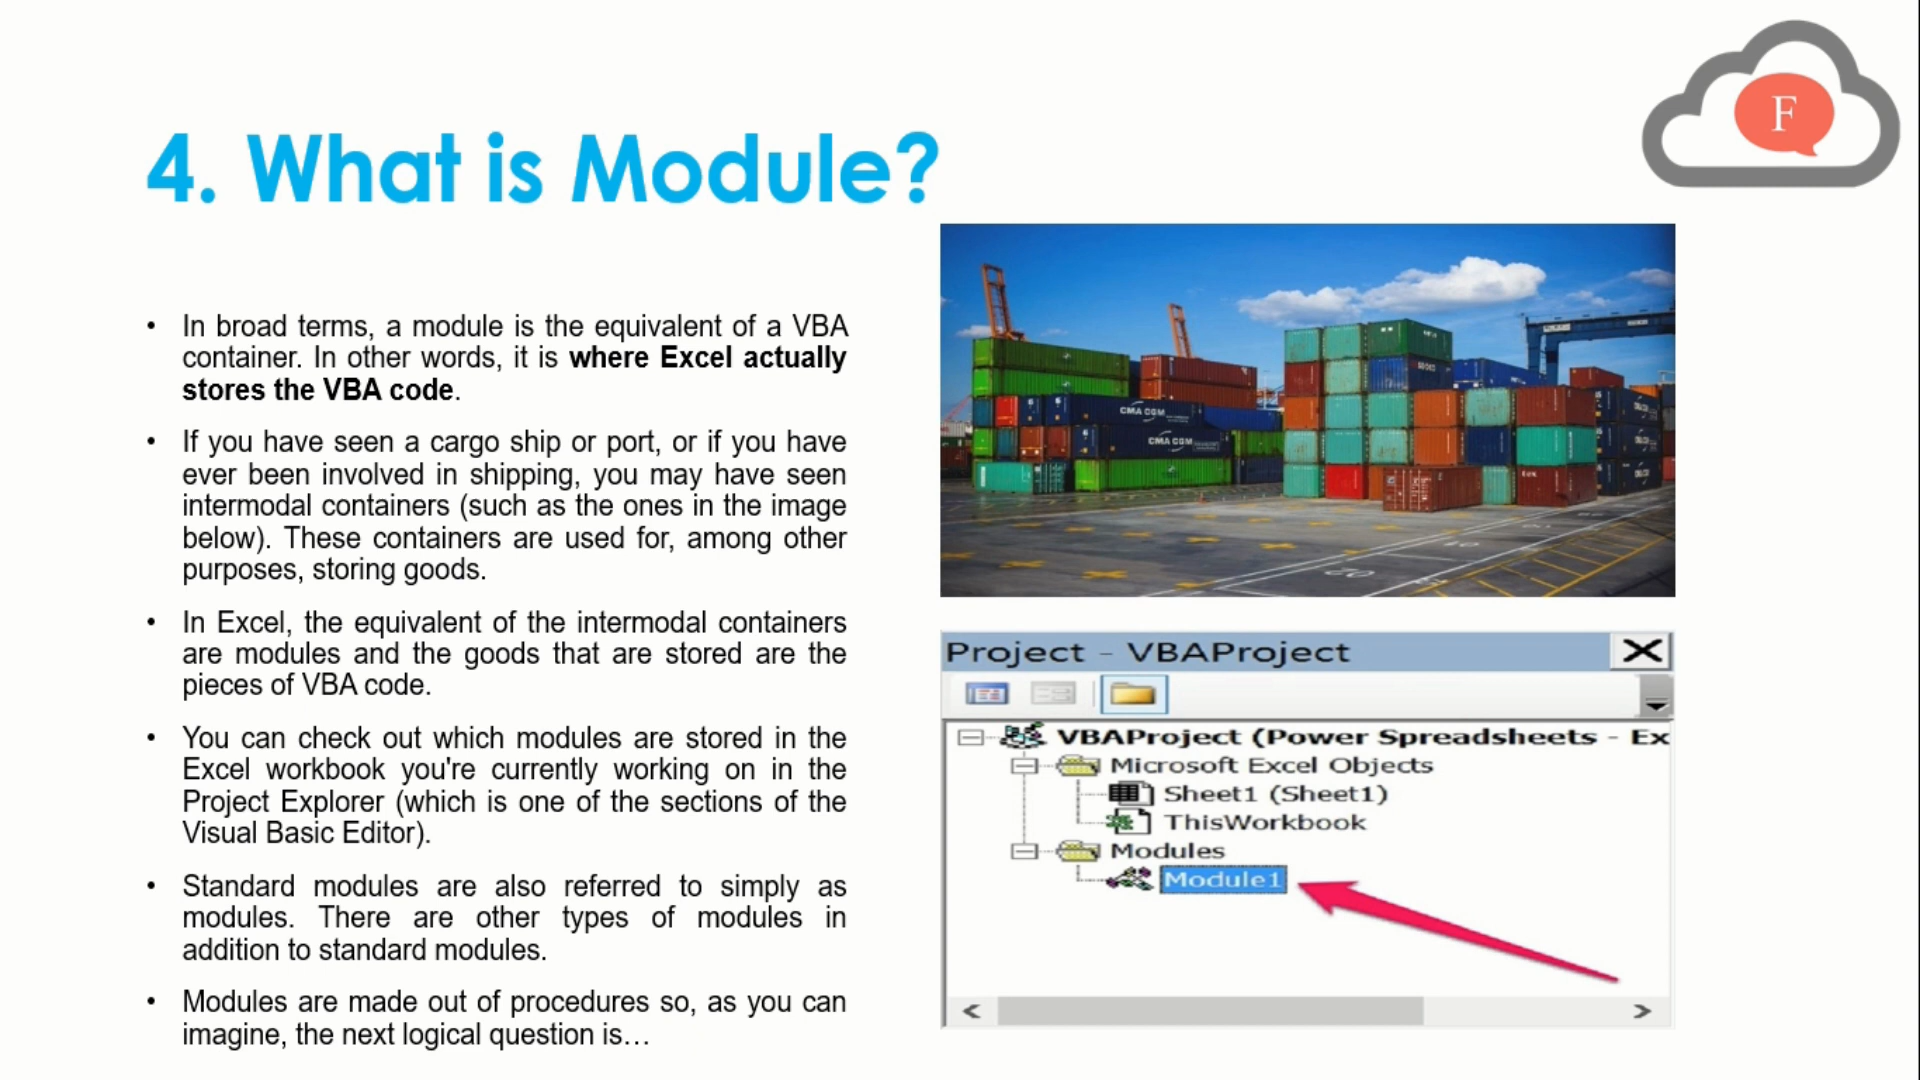 F
4. What is Module?
• In broad terms, a module is the equivalent of a VBA
container. In other words, it is where Excel actually
stores the VBA code.
• If you have seen a cargo ship or port, or if you have
ever been involved in shipping, you may have seen
intermodal containers (such as the ones in the image
below). These containers are used for, among other
purposes, storing goods.
• In Excel, the equivalent of the intermodal containers
are modules and the goods that are stored are the
pieces of VBA code.
• You can check out which modules are stored in the
Excel workbook you're currently working on in the
Project Explorer (which is one of the sections of the
Visual Basic Editor).
• Standard modules are also referred to simply as
modules. There are other types of modules in
addition to standard modules.
• Modules are made out of procedures so, as you can
imagine, the next logical question is…
CMA CGM
CMA CGM
Project - VBAProject
VBAProject (Power Spreadsheets - Ex
Microsoft Excel Objects
Sheet1 (Sheet1)
ThisWorkbook
Modules
Module1